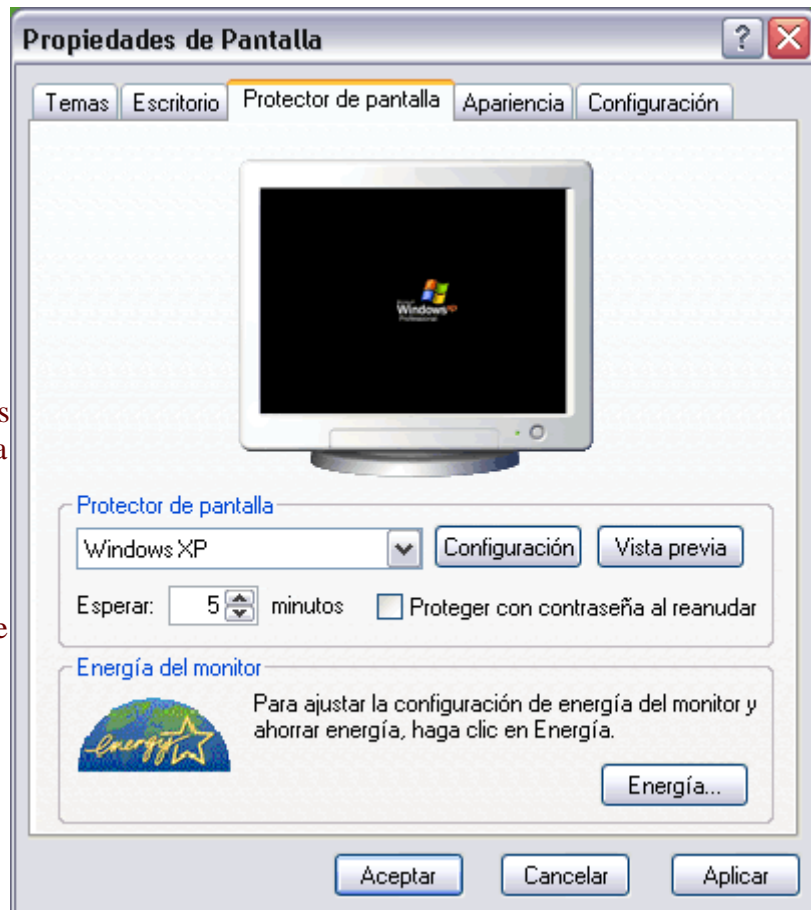 Propiedades de Pantalla
Temas Escritorio Protector de pantalla Apariencia Configuración
Windows xp
s
a
Protector de pantalla
Windows XP Configuración Vista previa
Esperar: 5 minutos Proteger con contraseña al reanudar
e
Energía del monitor
Para ajustar la configuración de energía del monitor y
ahorrar energía, haga clic en Energía.
energy
Energía...
Aceptar Cancelar Aplicar